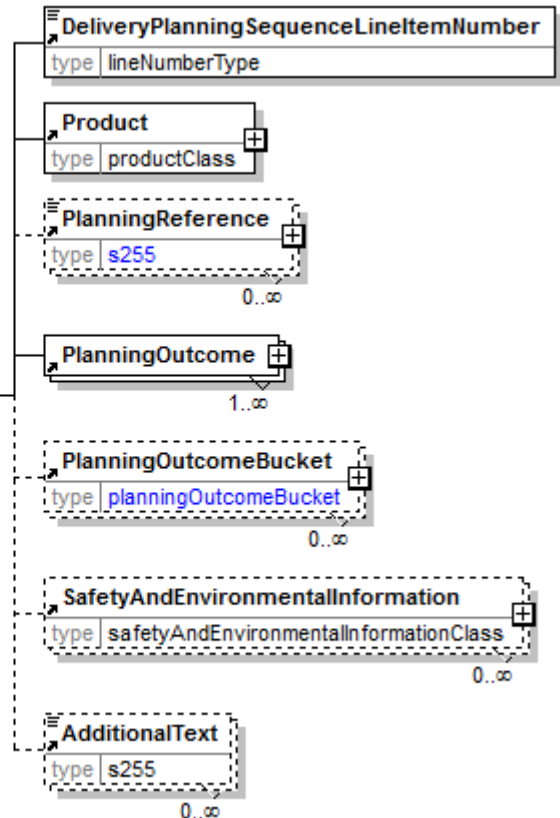 DeliveryPlanningSequenceLineItemNumber
type lineNumberType
Product
type productClass
PlanningReference
type s255
0..∞
PlanningOutcome
1..∞
PlanningOutcomeBucket
type planningOutcomeBucket
0..∞
SafetyAndEnvironmentalInformation
type safetyAndEnvironmentalInformationClass
0..∞
AdditionalText
type s255
0..∞